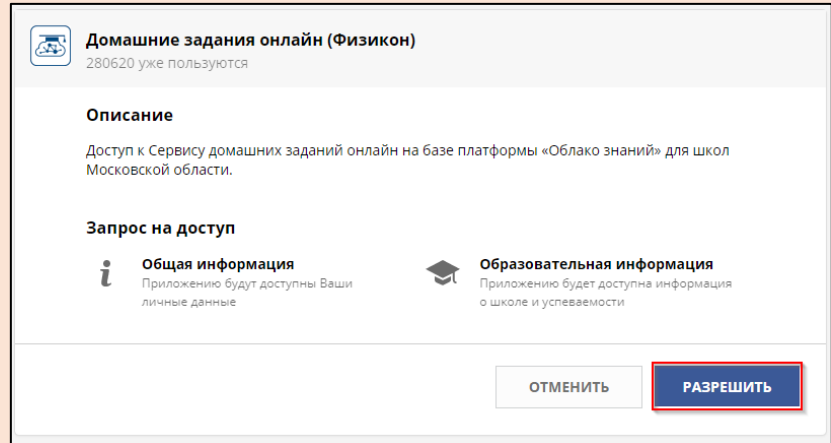 Домашние задания онлайн (Физикон)
280620 уже пользуются
Описание
Доступ к Сервису домашних заданий онлайн на базе платформы «Облако знаний» для школ
Московской области.
Запрос на доступ
Общая информация
Приложению будут доступны Ваши
личные данные
Образовательная информация
Приложению будет доступна информация
о школе и успеваемости
ОТМЕНИТЬ
РАЗРЕШИТЬ